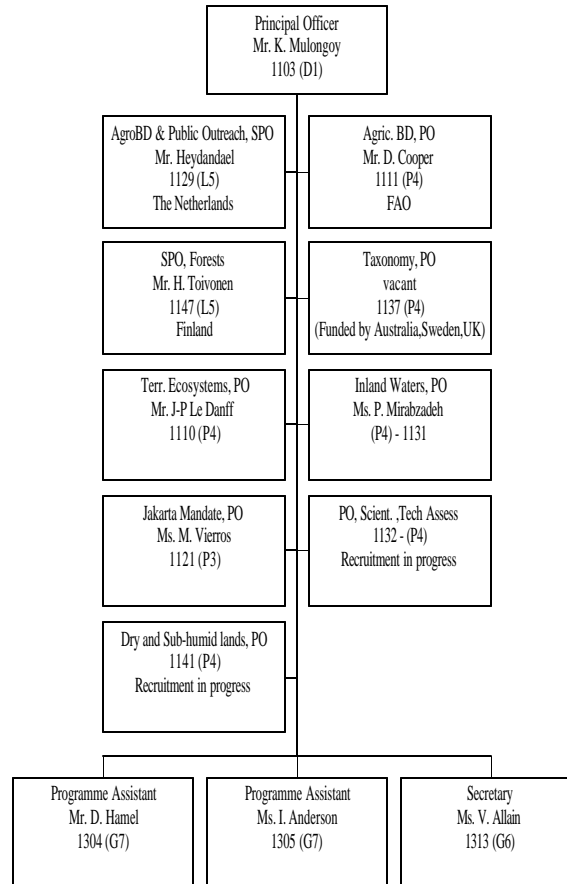 Principal Officer
Mr. K. Mulongoy
1103 (D1)
AgroBD & Public Outreach, SPO
Mr. Heydandael
1129 (L5)
The Netherlands
Agric. BD, PO
Mr. D. Cooper
1111 (P4)
FAO
SPO, Forests
Mr. H. Toivonen
1147 (L5)
Finland
Taxonomy, PO
vacant
1137 (P4)
(Funded by Australia,Sweden,UK)
Terr. Ecosystems, PO
Mr. J-P Le Danff
1110 (P4)
Inland Waters, PO
Ms. P. Mirabzadeh
(P4) - 1131
Jakarta Mandate, PO
Ms. M. Vierros
1121 (P3)
PO, Scient. ,Tech Assess
1132 - (P4)
Recruitment in progress
Dry and Sub-humid lands, PO
1141 (P4)
Recruitment in progress
Programme Assistant
Mr. D. Hamel
1304 (G7)
Programme Assistant
Ms. I. Anderson
1305 (G7)
Secretary
Ms. V. Allain
1313 (G6)